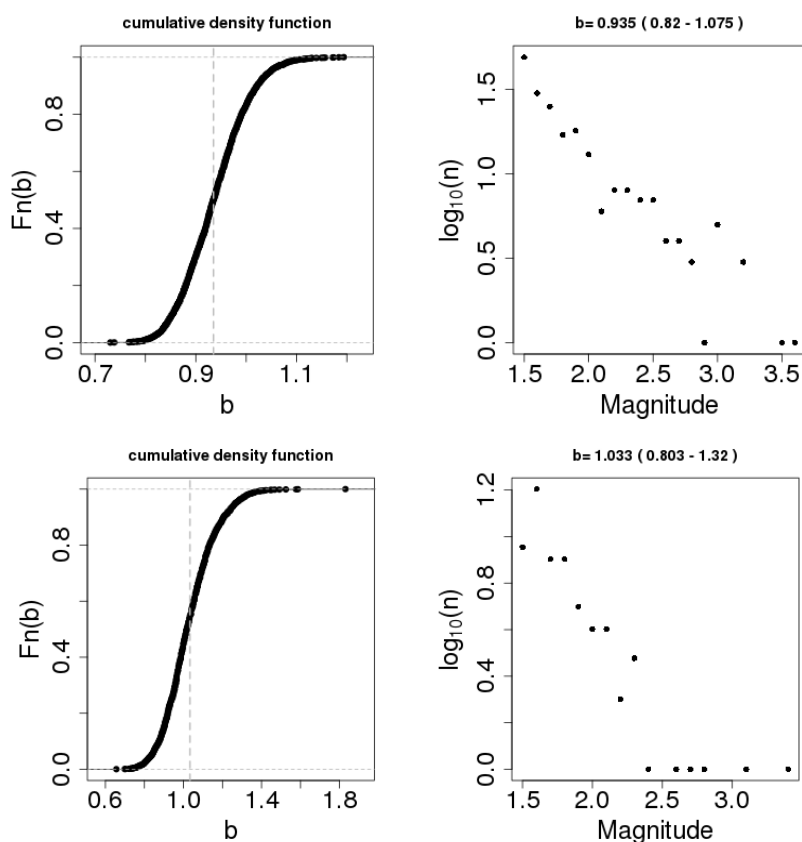 cumulative density function
Fn(b)
0.0 0.4 0.8
0.7 0.9 1.1
b
b= 0.935 ( 0.82 - 1.075 )
log₁₀(n)
0.0 0.5 1.0 1.5
1.5 2.0 2.5 3.0 3.5
Magnitude
cumulative density function
Fn(b)
0.0 0.4 0.8
0.6 1.0 1.4 1.8
b
b= 1.033 ( 0.803 - 1.32 )
log₁₀(n)
0.0 0.4 0.8 1.2
1.5 2.0 2.5 3.0
Magnitude